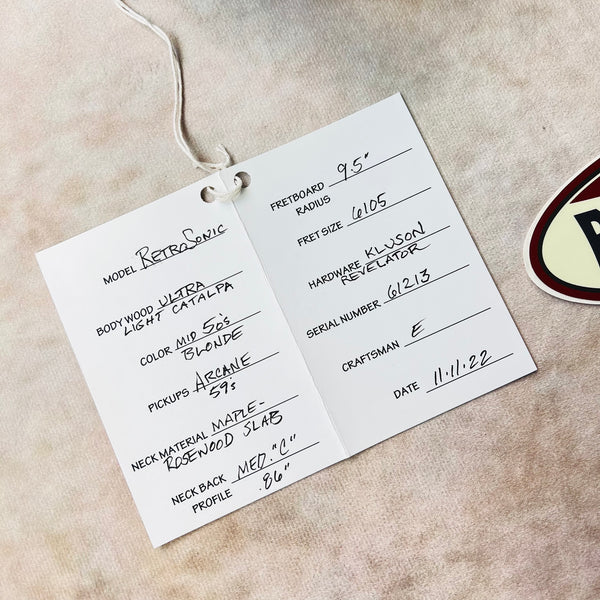 MODEL RETROSONIC
BODY WOOD ULTRA
LIGHT CATALPA
COLOR MID 50's
BLONDE
PICKUPS ARCANE
59's
NECK MATERIAL MAPLE-
ROSEWOOD SLAB
NECK BACK MED. "C"
PROFILE .86"
FRETBOARD 9.5"
RADIUS
FRET SIZE 6105
HARDWARE KLUSON
REVELATOR
SERIAL NUMBER 61213
CRAFTSMAN E
DATE 11.11.22